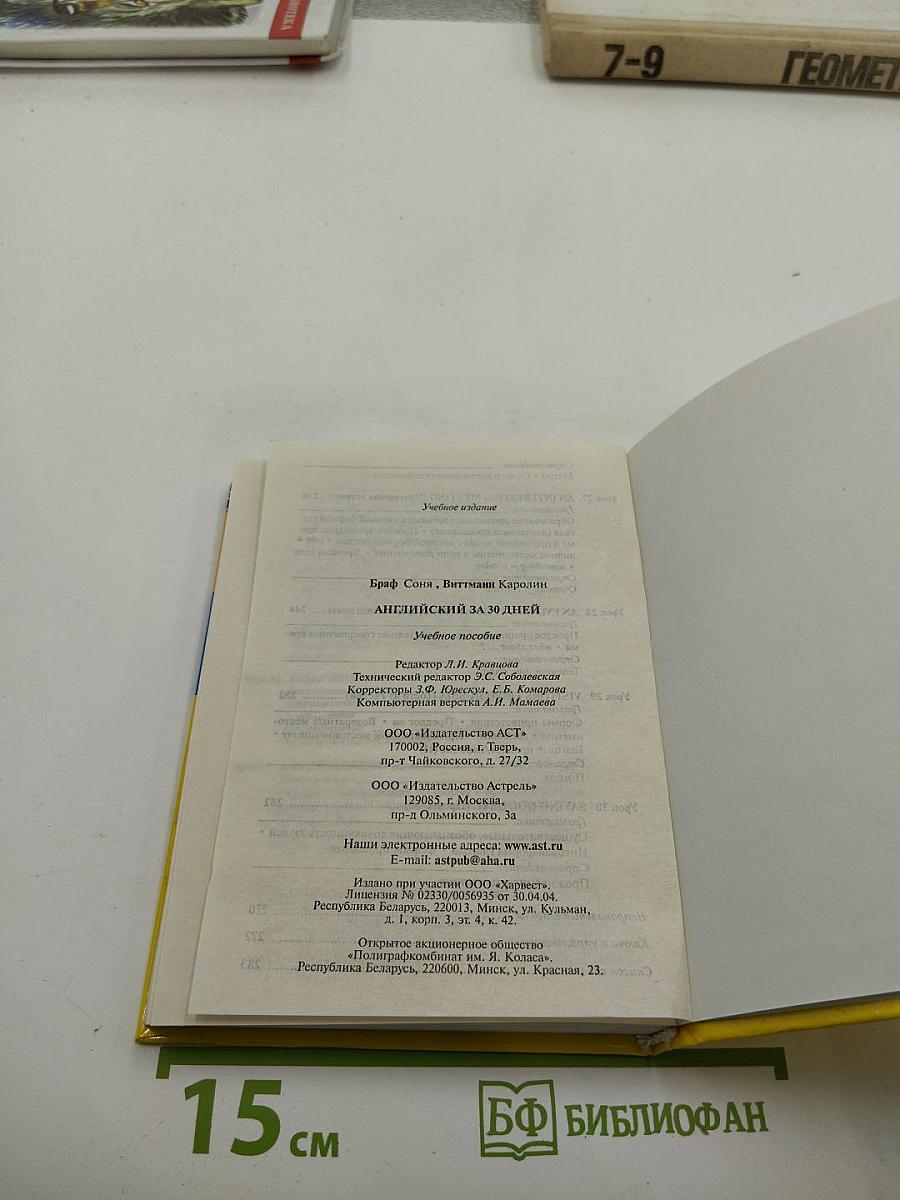 ОТЕКА
7-9
ГЕОМЕТ
Учебное издание
Браф Соня, Виттманн Каролин
АНГЛИЙСКИЙ ЗА 30 ДНЕЙ
Учебное пособие
Редактор Л.И. Кравцова
Технический редактор Э.С. Соболевская
Корректоры З.Ф. Юрескул, Е.Б. Комарова
Компьютерная верстка А.И. Мамаева
ООО «Издательство АСТ»
170002, Россия, г. Тверь,
пр-т Чайковского, д. 27/32
ООО «Издательство Астрель»
129085, г. Москва,
пр-д Ольминского, 3а
Наши электронные адреса: www.ast.ru
E-mail: astpub@aha.ru
Издано при участии ООО «Харвест».
Лицензия № 02330/0056935 от 30.04.04.
Республика Беларусь, 220013, Минск, ул. Кульман,
д. 1, корп. 3, эт. 4, к. 42.
Открытое акционерное общество
«Полиграфкомбинат им. Я. Коласа».
Республика Беларусь, 220600, Минск, ул. Красная, 23.
15 см
БФ БИБЛИОФАН